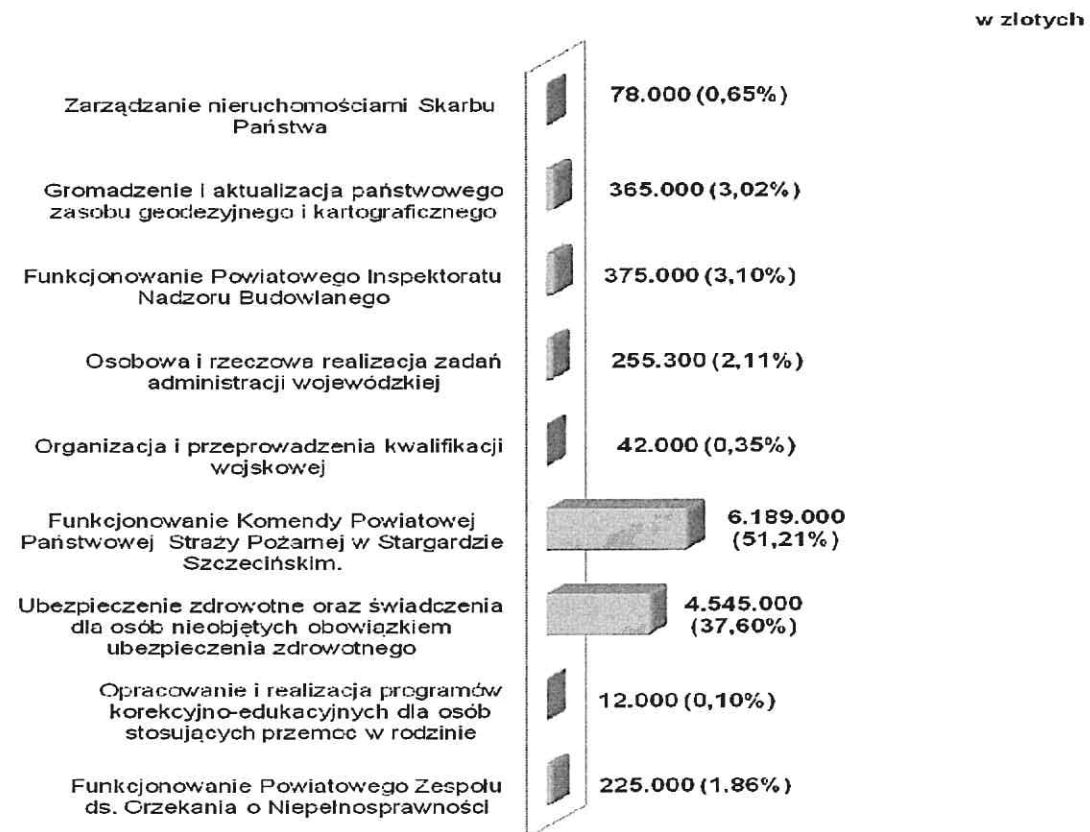 w złotych
Zarządzanie nieruchomościami Skarbu
Państwa
78.000 (0,65%)
Gromadzenie i aktualizacja państwowego
zasobu geodezyjnego i kartograficznego
365.000 (3,02%)
Funkcjonowanie Powiatowego Inspektoratu
Nadzoru Budowlanego
375.000 (3,10%)
Osobowa i rzeczowa realizacja zadań
administracji wojewódzkiej
255.300 (2,11%)
Organizacja i przeprowadzenia kwalifikacji
wojskowej
42.000 (0,35%)
Funkcjonowanie Komendy Powiatowej
Państwowej Straży Pożarnej w Stargardzie
Szczecińskim.
6.189.000
(51,21%)
Ubezpieczenie zdrowotne oraz świadczenia
dla osób nieobjętych obowiązkiem
ubezpieczenia zdrowotnego
4.545.000
(37,60%)
Opracowanie i realizacja programów
korekcyjno-edukacyjnych dla osób
stosujących przemoc w rodzinie
12.000 (0,10%)
Funkcjonowanie Powiatowego Zespołu
ds. Orzekania o Niepełnosprawności
225.000 (1.86%)